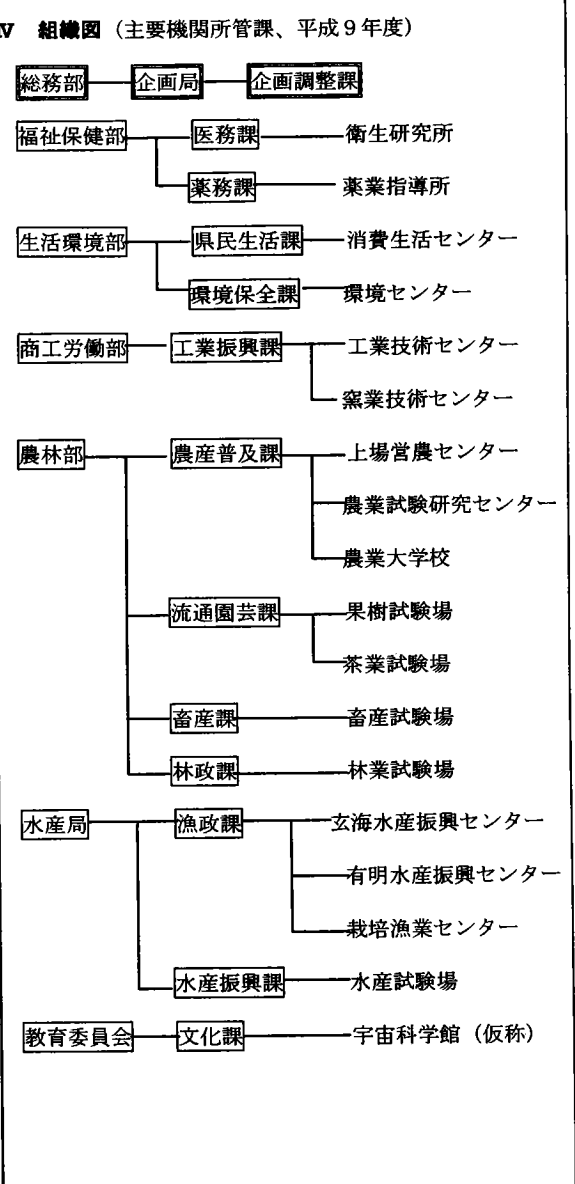 Ⅳ 組織図（主要機関所管課、平成９年度）
総務部 企画局 企画調整課
福祉保健部 医務課 衛生研究所
薬務課 薬業指導所
生活環境部 県民生活課 消費生活センター
環境保全課 環境センター
商工労働部 工業振興課 工業技術センター
窯業技術センター
農林部 農産普及課 上場営農センター
農業試験研究センター
農業大学校
流通園芸課 果樹試験場
茶業試験場
畜産課 畜産試験場
林政課 林業試験場
水産局 漁政課 玄海水産振興センター
有明水産振興センター
栽培漁業センター
水産振興課 水産試験場
教育委員会 文化課 宇宙科学館（仮称）